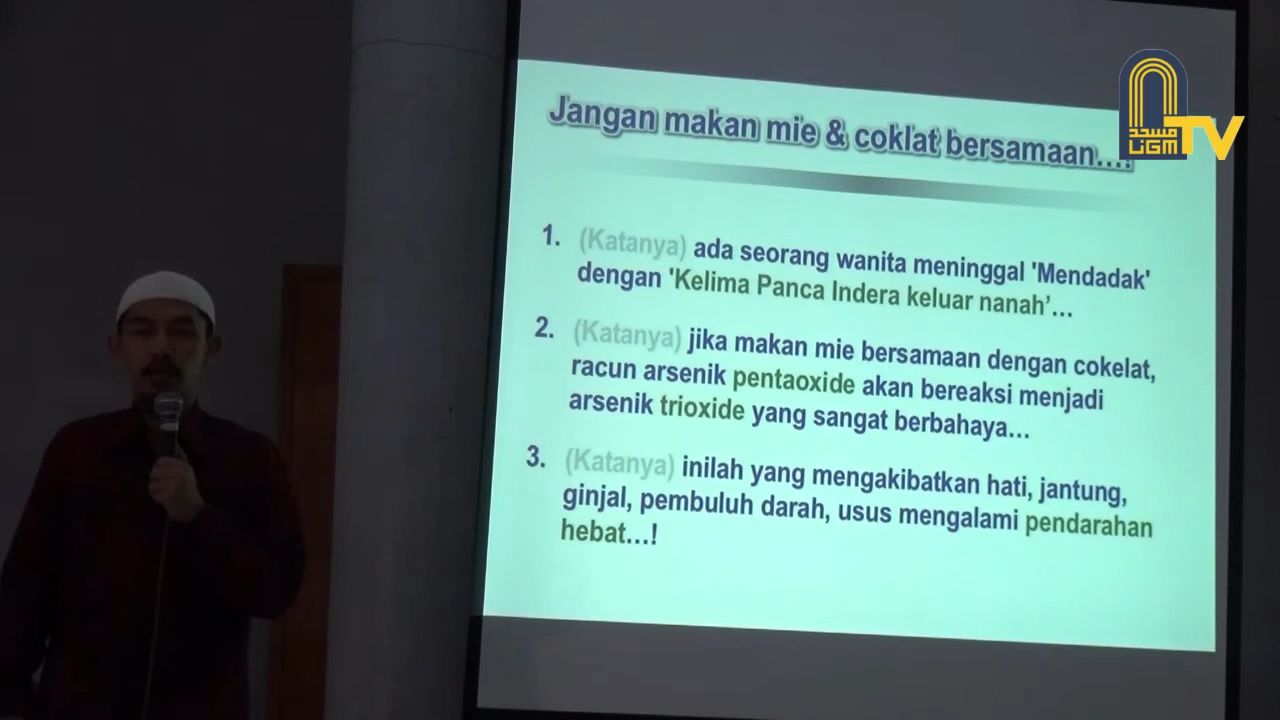 Jangan makan mie & coklat bersamaan...!
مسجد
UGM
TV
1. (Katanya) ada seorang wanita meninggal 'Mendadak'
dengan 'Kelima Panca Indera keluar nanah'...
2. (Katanya) jika makan mie bersamaan dengan cokelat,
racun arsenik pentaoxide akan bereaksi menjadi
arsenik trioxide yang sangat berbahaya...
3. (Katanya) inilah yang mengakibatkan hati, jantung,
ginjal, pembuluh darah, usus mengalami pendarahan
hebat...!